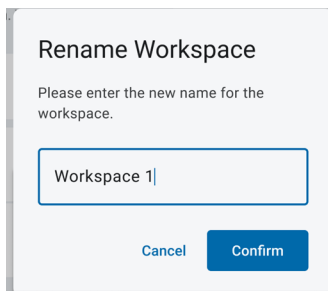 Rename Workspace
Please enter the new name for the
workspace.
Workspace 1
Cancel Confirm